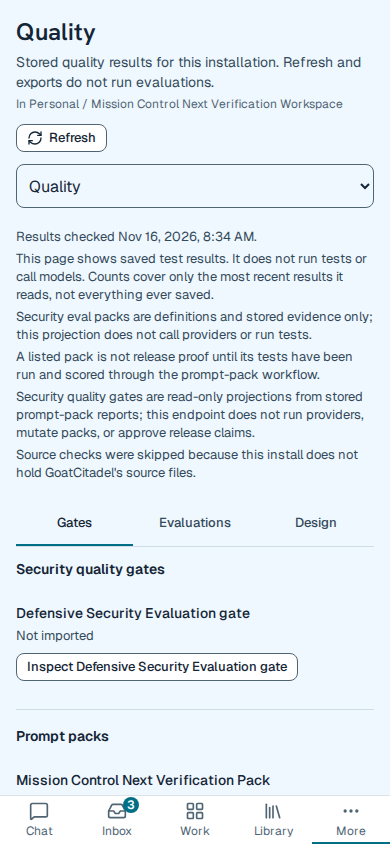 Quality
Stored quality results for this installation. Refresh and
exports do not run evaluations.
In Personal / Mission Control Next Verification Workspace
Refresh
Quality
Results checked Nov 16, 2026, 8:34 AM.
This page shows saved test results. It does not run tests or
call models. Counts cover only the most recent results it
reads, not everything ever saved.
Security eval packs are definitions and stored evidence only;
this projection does not call providers or run tests.
A listed pack is not release proof until its tests have been
run and scored through the prompt-pack workflow.
Security quality gates are read-only projections from stored
prompt-pack reports; this endpoint does not run providers,
mutate packs, or approve release claims.
Source checks were skipped because this install does not
hold GoatCitadel's source files.
Gates
Evaluations
Design
Security quality gates
Defensive Security Evaluation gate
Not imported
Inspect Defensive Security Evaluation gate
Prompt packs
Mission Control Next Verification Pack
3
Chat
Inbox
Work
Library
More